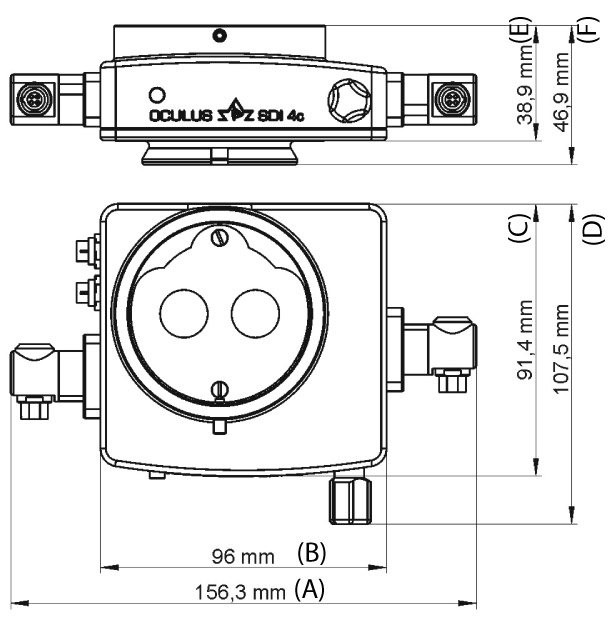 OCULUS SDI 4c
38,9 mm (E)
46,9 mm (F)
91,4 mm (C)
107,5 mm (D)
96 mm (B)
156,3 mm (A)